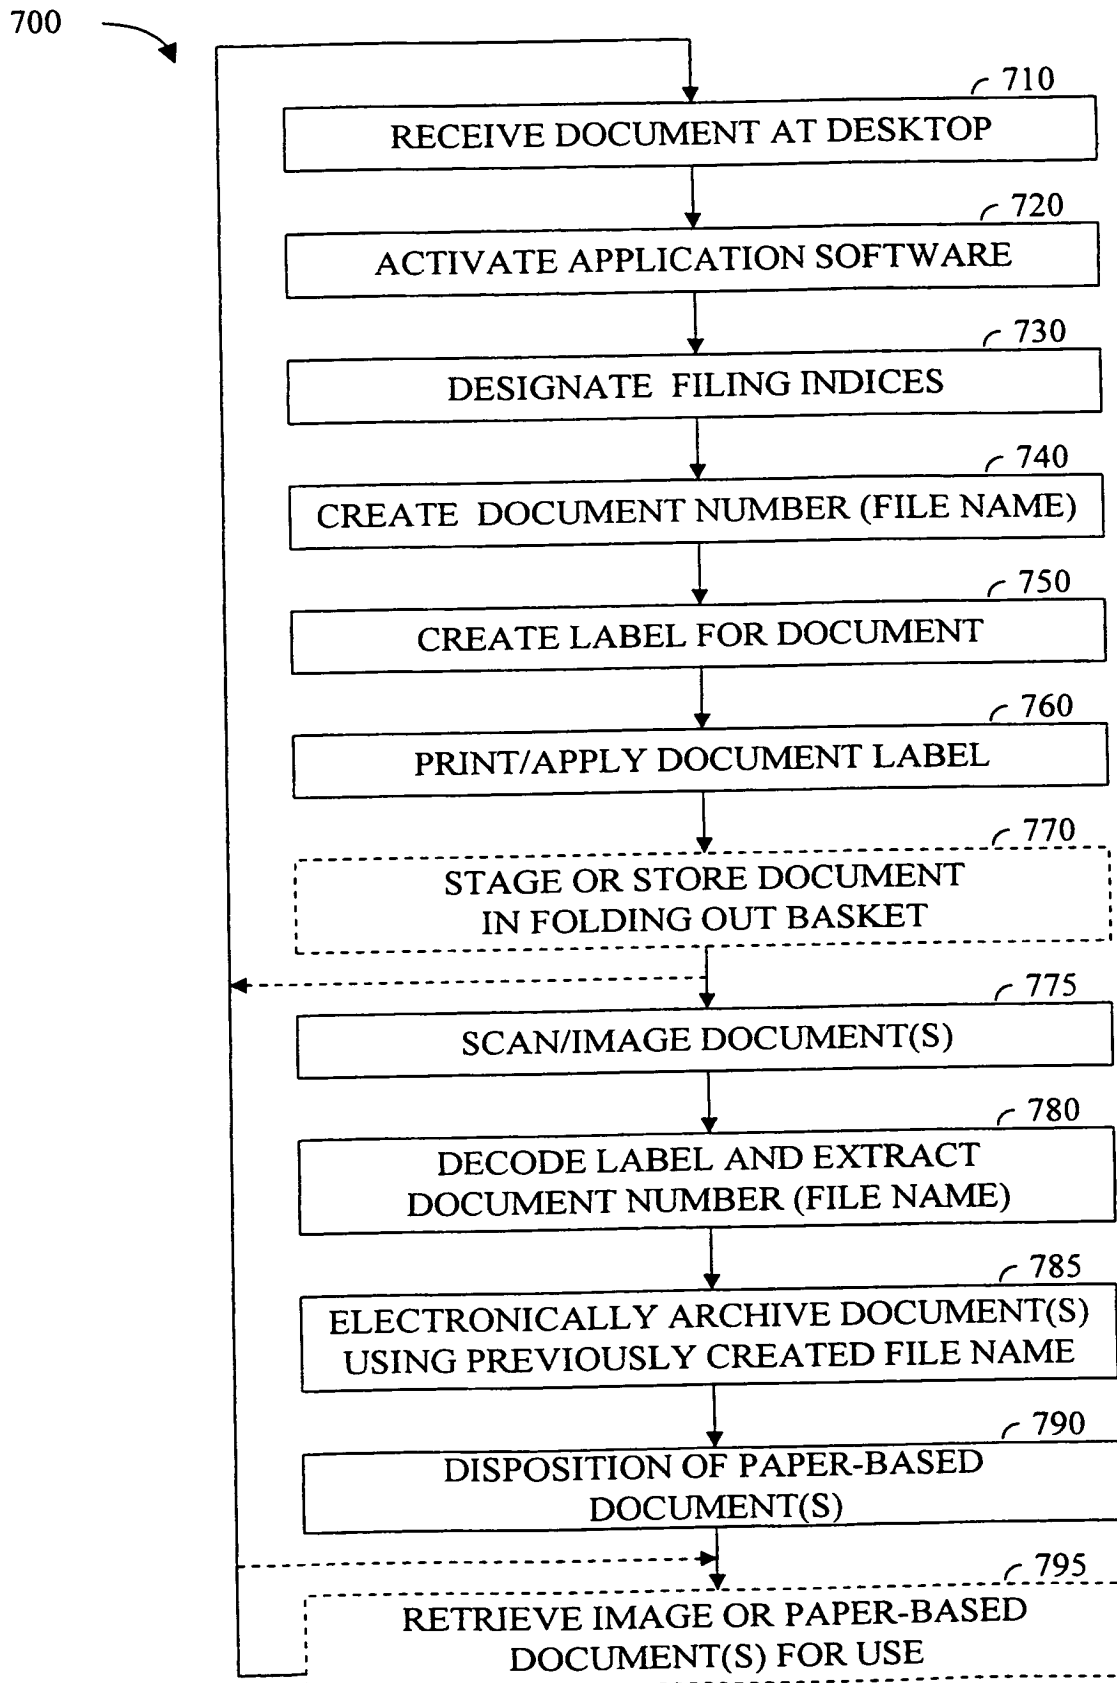 700
710
RECEIVE DOCUMENT AT DESKTOP
720
ACTIVATE APPLICATION SOFTWARE
730
DESIGNATE FILING INDICES
740
CREATE DOCUMENT NUMBER (FILE NAME)
750
CREATE LABEL FOR DOCUMENT
760
PRINT/APPLY DOCUMENT LABEL
770
STAGE OR STORE DOCUMENT
IN FOLDING OUT BASKET
775
SCAN/IMAGE DOCUMENT(S)
780
DECODE LABEL AND EXTRACT
DOCUMENT NUMBER (FILE NAME)
785
ELECTRONICALLY ARCHIVE DOCUMENT(S)
USING PREVIOUSLY CREATED FILE NAME
790
DISPOSITION OF PAPER-BASED
DOCUMENT(S)
795
RETRIEVE IMAGE OR PAPER-BASED
DOCUMENT(S) FOR USE